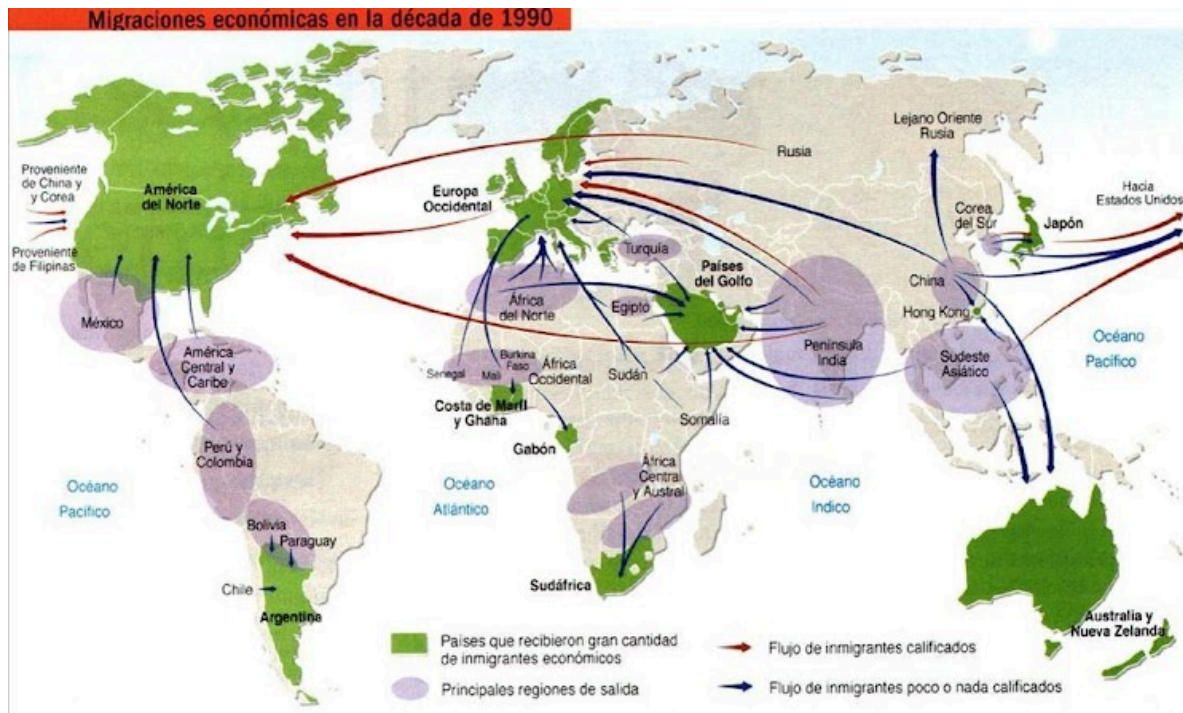 Migraciones económicas en la década de 1990
Proveniente
de China y
y Corea
Proveniente
de Filipinas
América
del Norte
México
América
Central y
Caribe
Perú y
Colombia
Bolivia
Paraguay
Chile
Argentina
Océano
Pacífico
Europa
Occidental
África
del Norte
Senegal
Mali
Burkina
Faso
África
Occidental
Costa de Marfil
y Ghana
Gabón
Océano
Atlántico
Turquía
Egipto
Sudán
Somalía
África
Central
y Austral
Sudáfrica
Países
del Golfo
Rusia
Península
India
Océano
Indico
Lejano Oriente
Rusia
Corea
del Sur
Japón
China
Hong Kong
Sudeste
Asiático
Hacia
Estados Unidos
Océano
Pacífico
Australia y
Nueva Zelanda
Países que recibieron gran cantidad
de inmigrantes económicos
Principales regiones de salida
Flujo de inmigrantes calificados
Flujo de inmigrantes poco o nada calificados